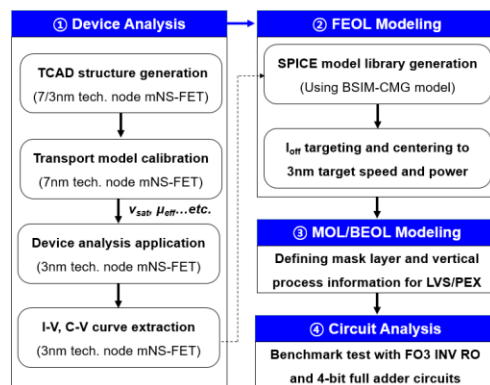 ① Device Analysis
TCAD structure generation
(7/3nm tech. node mNS-FET)
Transport model calibration
(7nm tech. node mNS-FET)
v_sat, μ_eff…etc.
Device analysis application
(3nm tech. node mNS-FET)
I-V, C-V curve extraction
(3nm tech. node mNS-FET)
② FEOL Modeling
SPICE model library generation
(Using BSIM-CMG model)
I_off targeting and centering to
3nm target speed and power
③ MOL/BEOL Modeling
Defining mask layer and vertical
process information for LVS/PEX
④ Circuit Analysis
Benchmark test with FO3 INV RO
and 4-bit full adder circuits